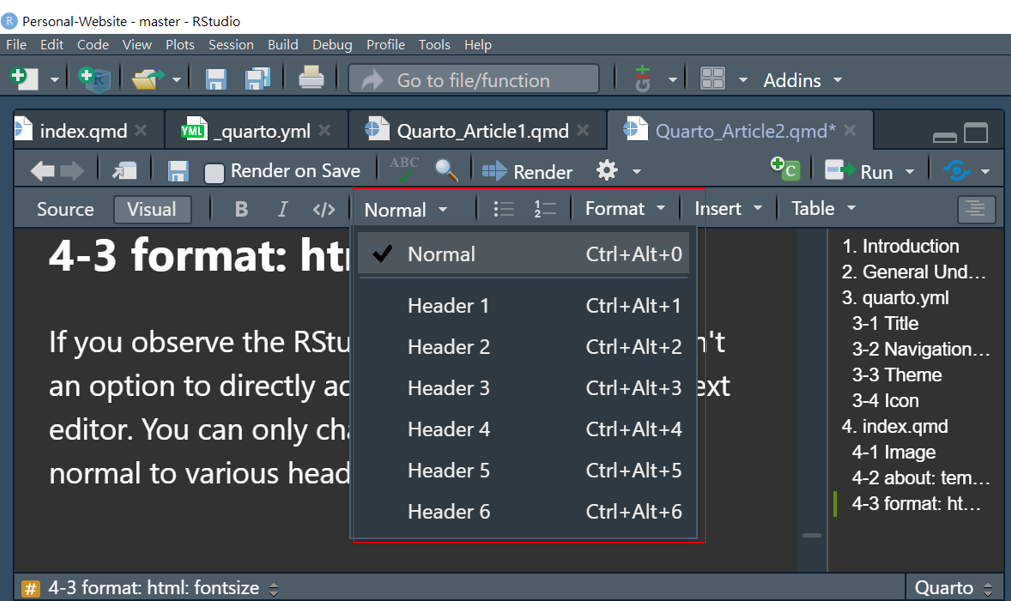 Personal-Website - master - RStudio
File Edit Code View Plots Session Build Debug Profile Tools Help
Go to file/function Addins
index.qmd _quarto.yml Quarto_Article1.qmd Quarto_Article2.qmd*
Render on Save ABC Render Run
Source Visual B I </> Normal Format Insert Table
4-3 format: ht
Normal Ctrl+Alt+0
Header 1 Ctrl+Alt+1
Header 2 Ctrl+Alt+2
Header 3 Ctrl+Alt+3
Header 4 Ctrl+Alt+4
Header 5 Ctrl+Alt+5
Header 6 Ctrl+Alt+6
If you observe the RStu 't
an option to directly ext
editor. You can only
normal to various head
1. Introduction
2. General Und...
3. quarto.yml
3-1 Title
3-2 Navigation...
3-3 Theme
3-4 Icon
4. index.qmd
4-1 Image
4-2 about: tem...
4-3 format: ht...
# 4-3 format: html: fontsize Quarto